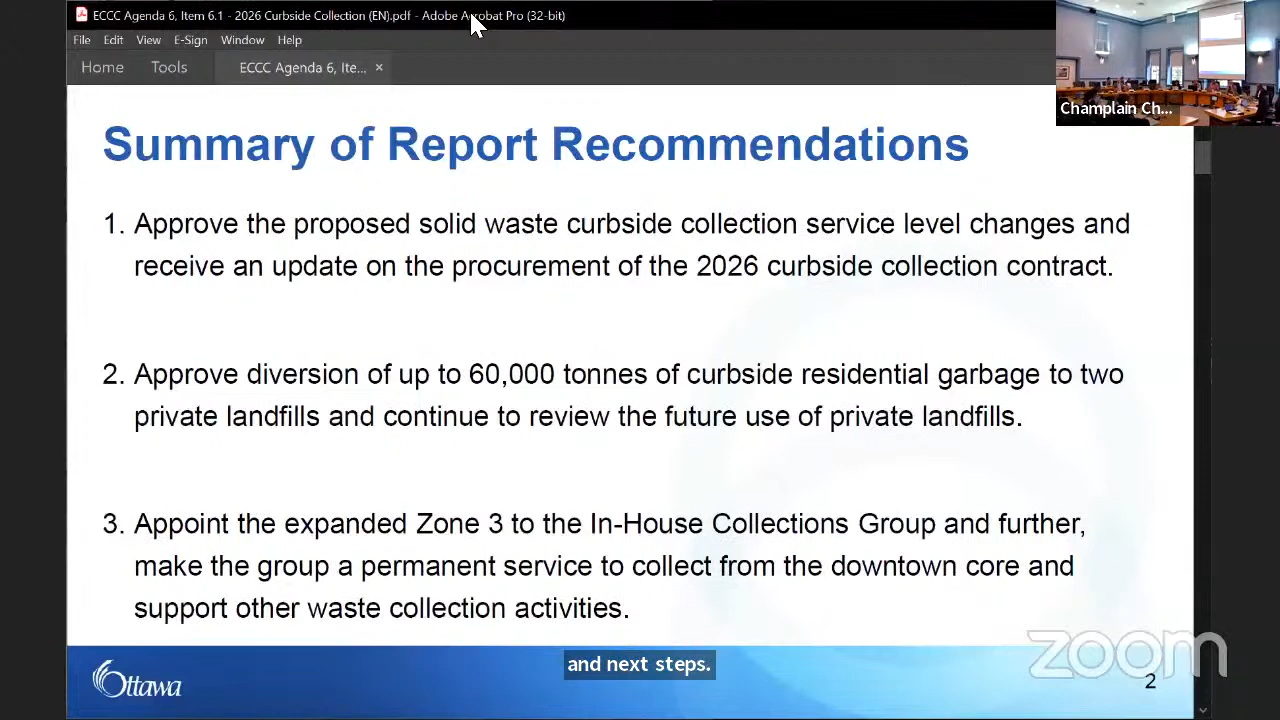 ECCC Agenda 6, Item 6.1 - 2026 Curbside Collection (EN).pdf - Adobe Acrobat Pro (32-bit)
File Edit View E-Sign Window Help
Home Tools ECCC Agenda 6, Ite... ×
Champlain Ch...
Summary of Report Recommendations
1. Approve the proposed solid waste curbside collection service level changes and
receive an update on the procurement of the 2026 curbside collection contract.
2. Approve diversion of up to 60,000 tonnes of curbside residential garbage to two
private landfills and continue to review the future use of private landfills.
3. Appoint the expanded Zone 3 to the In-House Collections Group and further,
make the group a permanent service to collect from the downtown core and
support other waste collection activities.
and next steps.
zoom
Ottawa
2